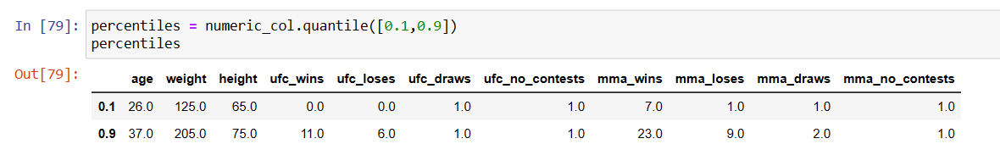 In [79]: percentiles = numeric_col.quantile([0.1,0.9])
percentiles
Out[79]:
age weight height ufc_wins ufc_loses ufc_draws ufc_no_contests mma_wins mma_loses mma_draws mma_no_contests
0.1 26.0 125.0 65.0 0.0 0.0 1.0 1.0 7.0 1.0 1.0 1.0
0.9 37.0 205.0 75.0 11.0 6.0 1.0 1.0 23.0 9.0 2.0 1.0